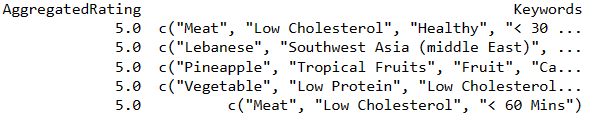 AggregatedRating Keywords
5.0 c("Meat", "Low Cholesterol", "Healthy", "< 30 ...
5.0 c("Lebanese", "Southwest Asia (middle East)", ...
5.0 c("Pineapple", "Tropical Fruits", "Fruit", "Ca...
5.0 c("Vegetable", "Low Protein", "Low Cholesterol...
5.0 c("Meat", "Low Cholesterol", "< 60 Mins")